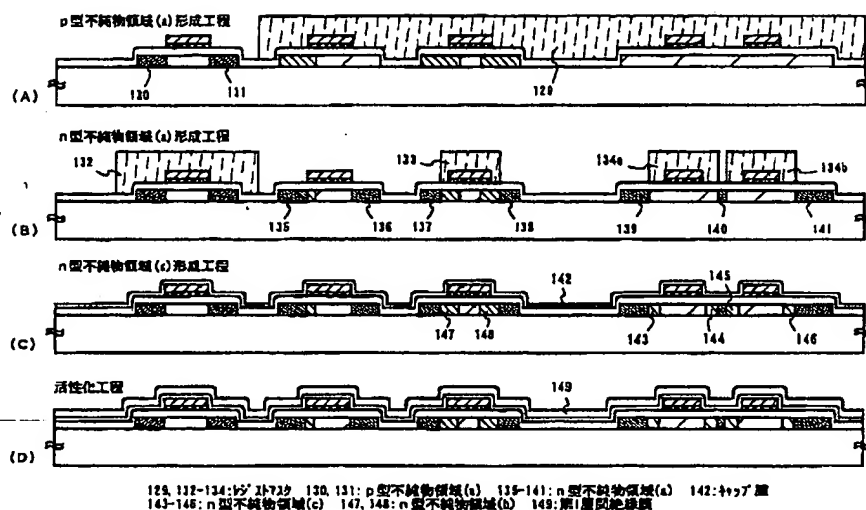 p型不純物領域(a)形成工程
130 131 129
(A)
n型不純物領域(a)形成工程
132 133 134a 134b
135 136 137 138 139 140 141
(B)
n型不純物領域(c)形成工程
142 145
147 148 143 144 146
(C)
活性化工程
149
(D)
129, 132-134:レジストマスク 130, 131: p型不純物領域(a) 135-141: n型不純物領域(a) 142:キャップ層
143-146: n型不純物領域(c) 147, 148: n型不純物領域(b) 149: 第1層間絶縁膜